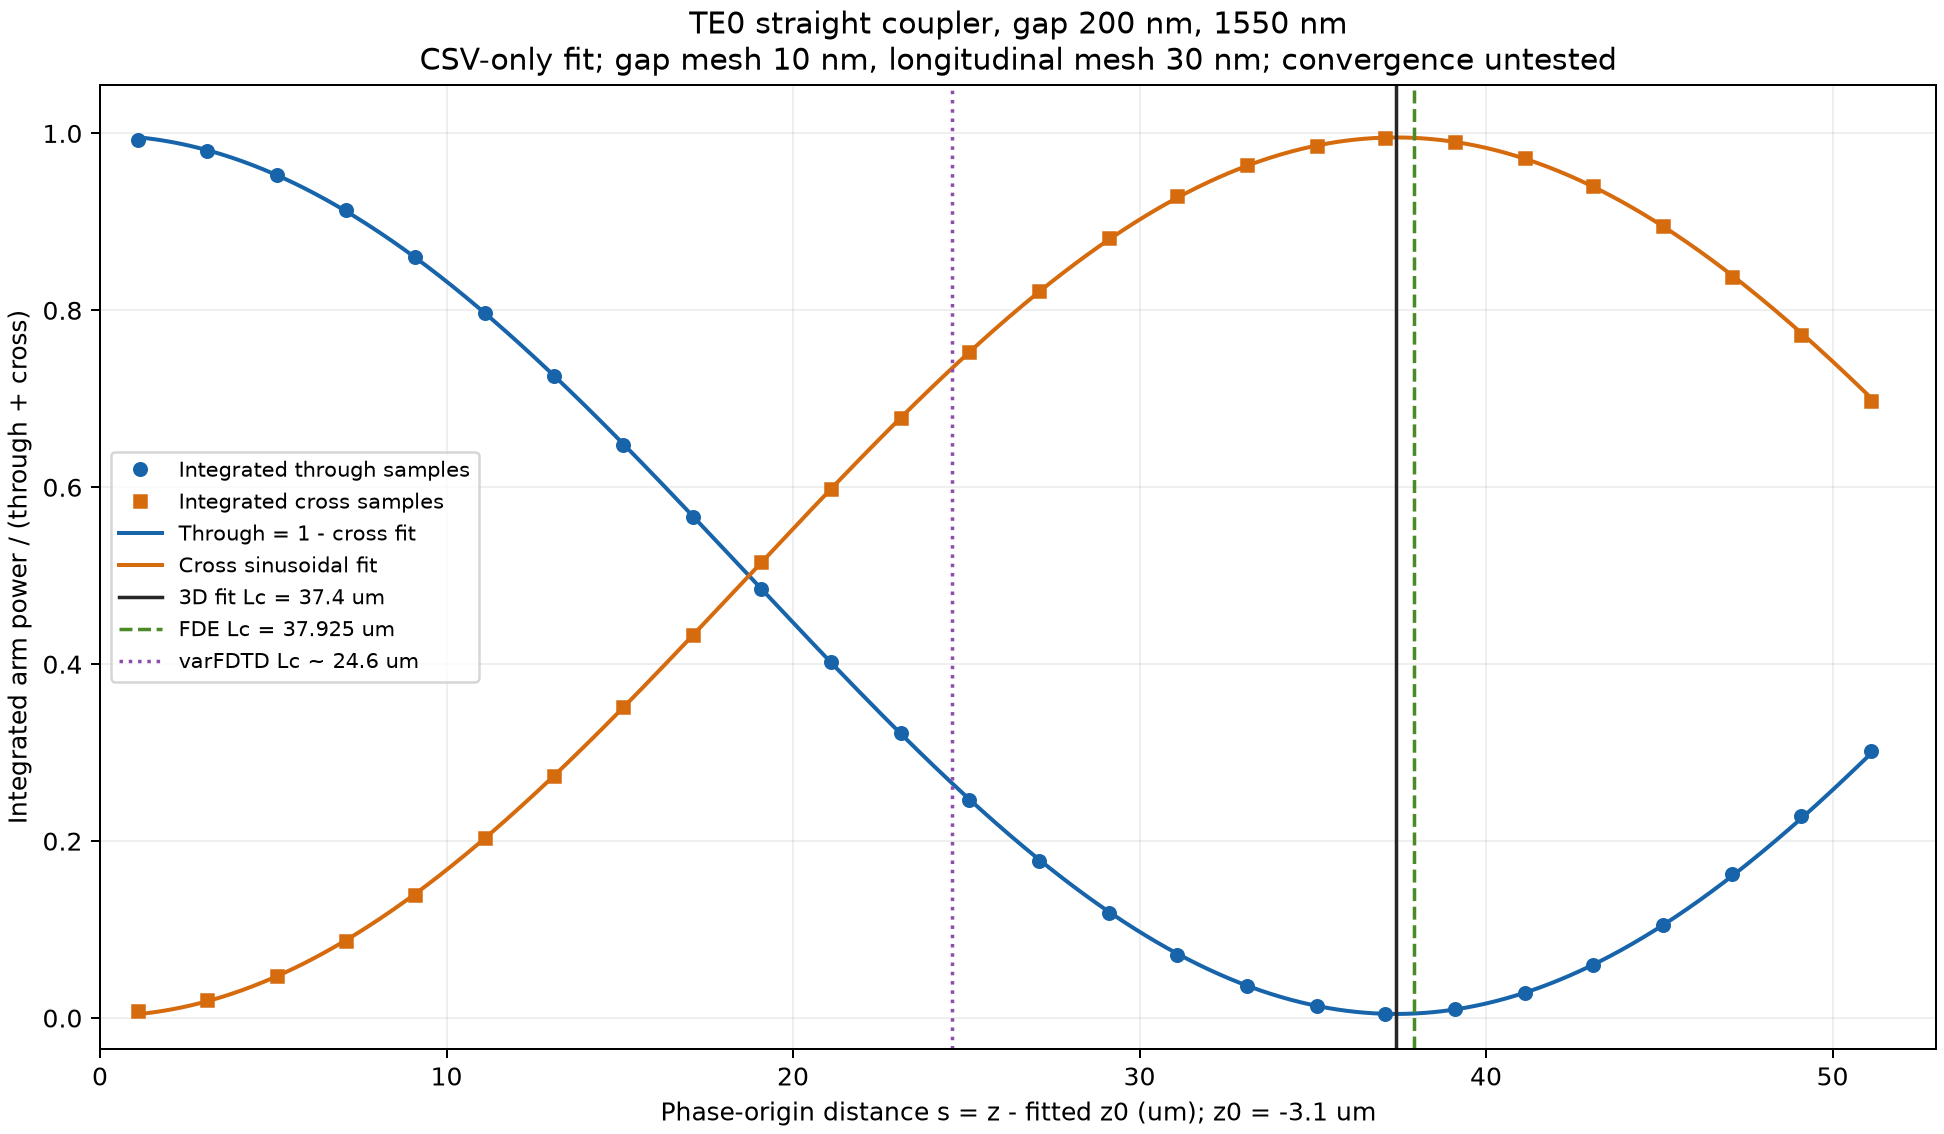 TE0 straight coupler, gap 200 nm, 1550 nm
CSV-only fit; gap mesh 10 nm, longitudinal mesh 30 nm; convergence untested
Integrated arm power / (through + cross)
1.0
0.8
0.6
0.4
0.2
0.0
Integrated through samples
Integrated cross samples
Through = 1 - cross fit
Cross sinusoidal fit
3D fit Lc = 37.4 um
FDE Lc = 37.925 um
varFDTD Lc ~ 24.6 um
0
10
20
30
40
50
Phase-origin distance s = z - fitted z0 (um); z0 = -3.1 um